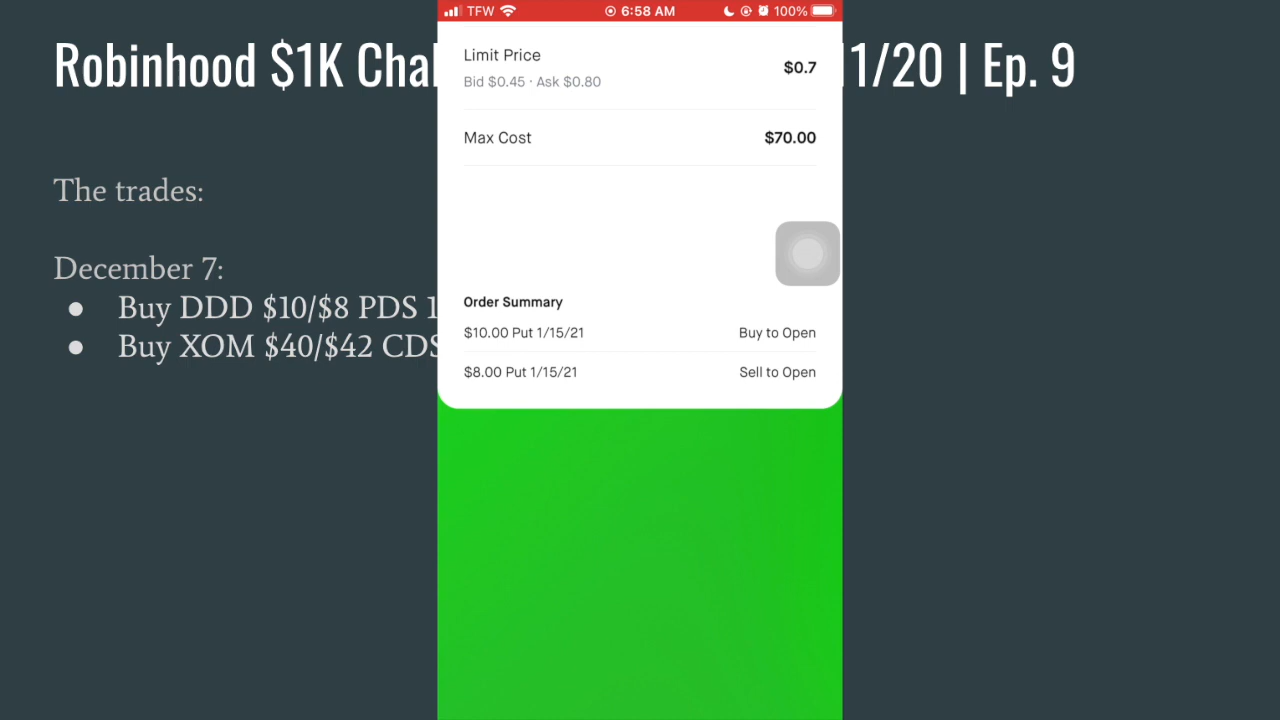 TFW 6:58 AM 100%
Robinhood $1K 11/20 | Ep. 9
Limit Price
Bid $0.45 · Ask $0.80
$0.7
Max Cost $70.00
The trades:
December 7:
• Buy DDD $10/$8 PDS
• Buy XOM $40/$42 CDS
Order Summary
$10.00 Put 1/15/21 Buy to Open
$8.00 Put 1/15/21 Sell to Open